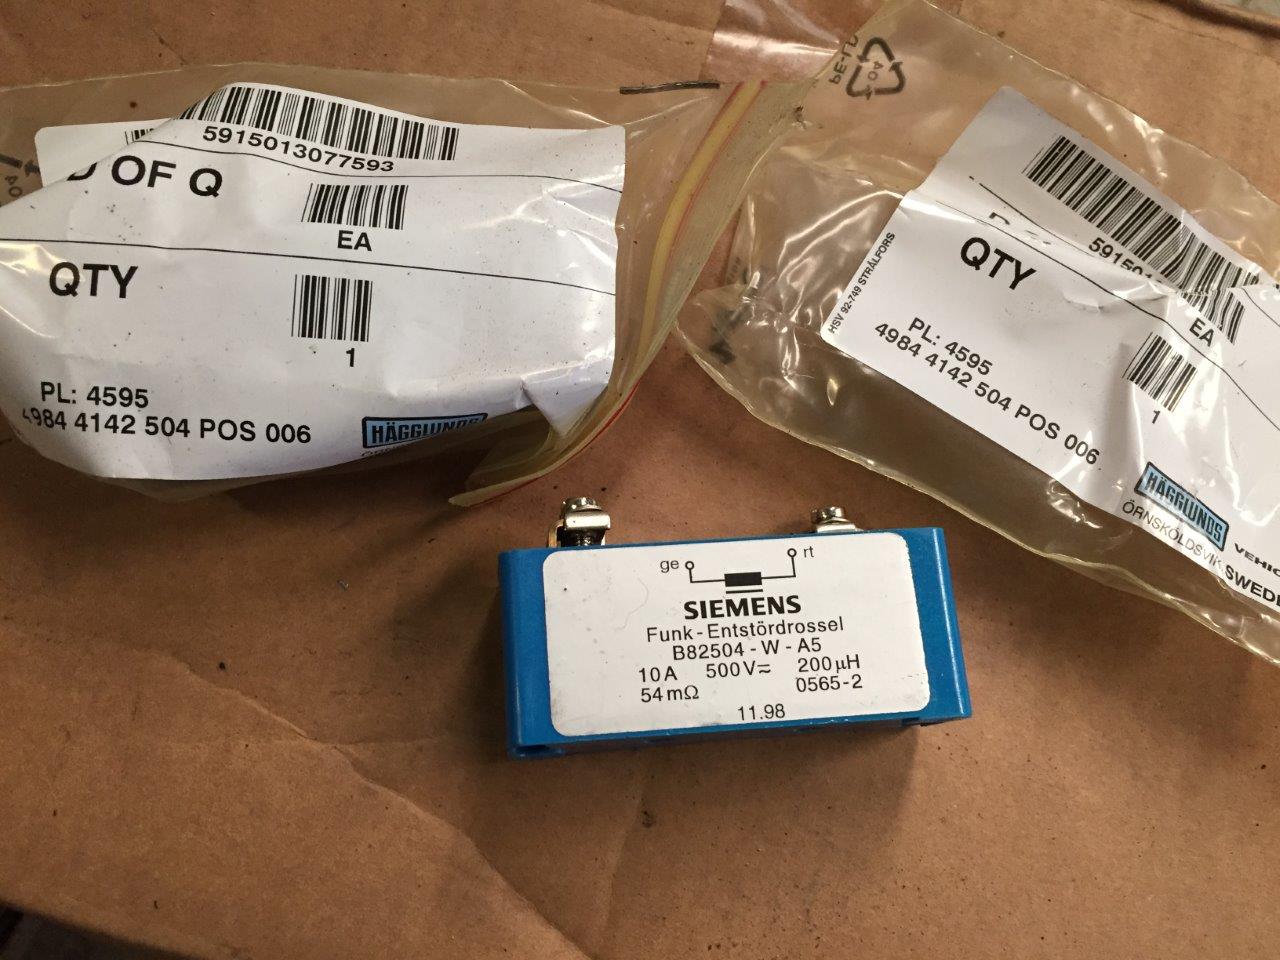 5915013077593
D OF Q
EA
QTY
1
PL: 4595
4984 4142 504 POS 006
HÄGGLUNDS
PE-LD
HSV 92-749 STRÅLFORS
QTY
EA
1
PL: 4595
4984 4142 504 POS 006
HÄGGLUNDS
ÖRNSKÖLDSVIK
ge
rt
SIEMENS
Funk-Entstördrossel
B82504-W-A5
10A 500V≂ 200µH
54mΩ 0565-2
11.98